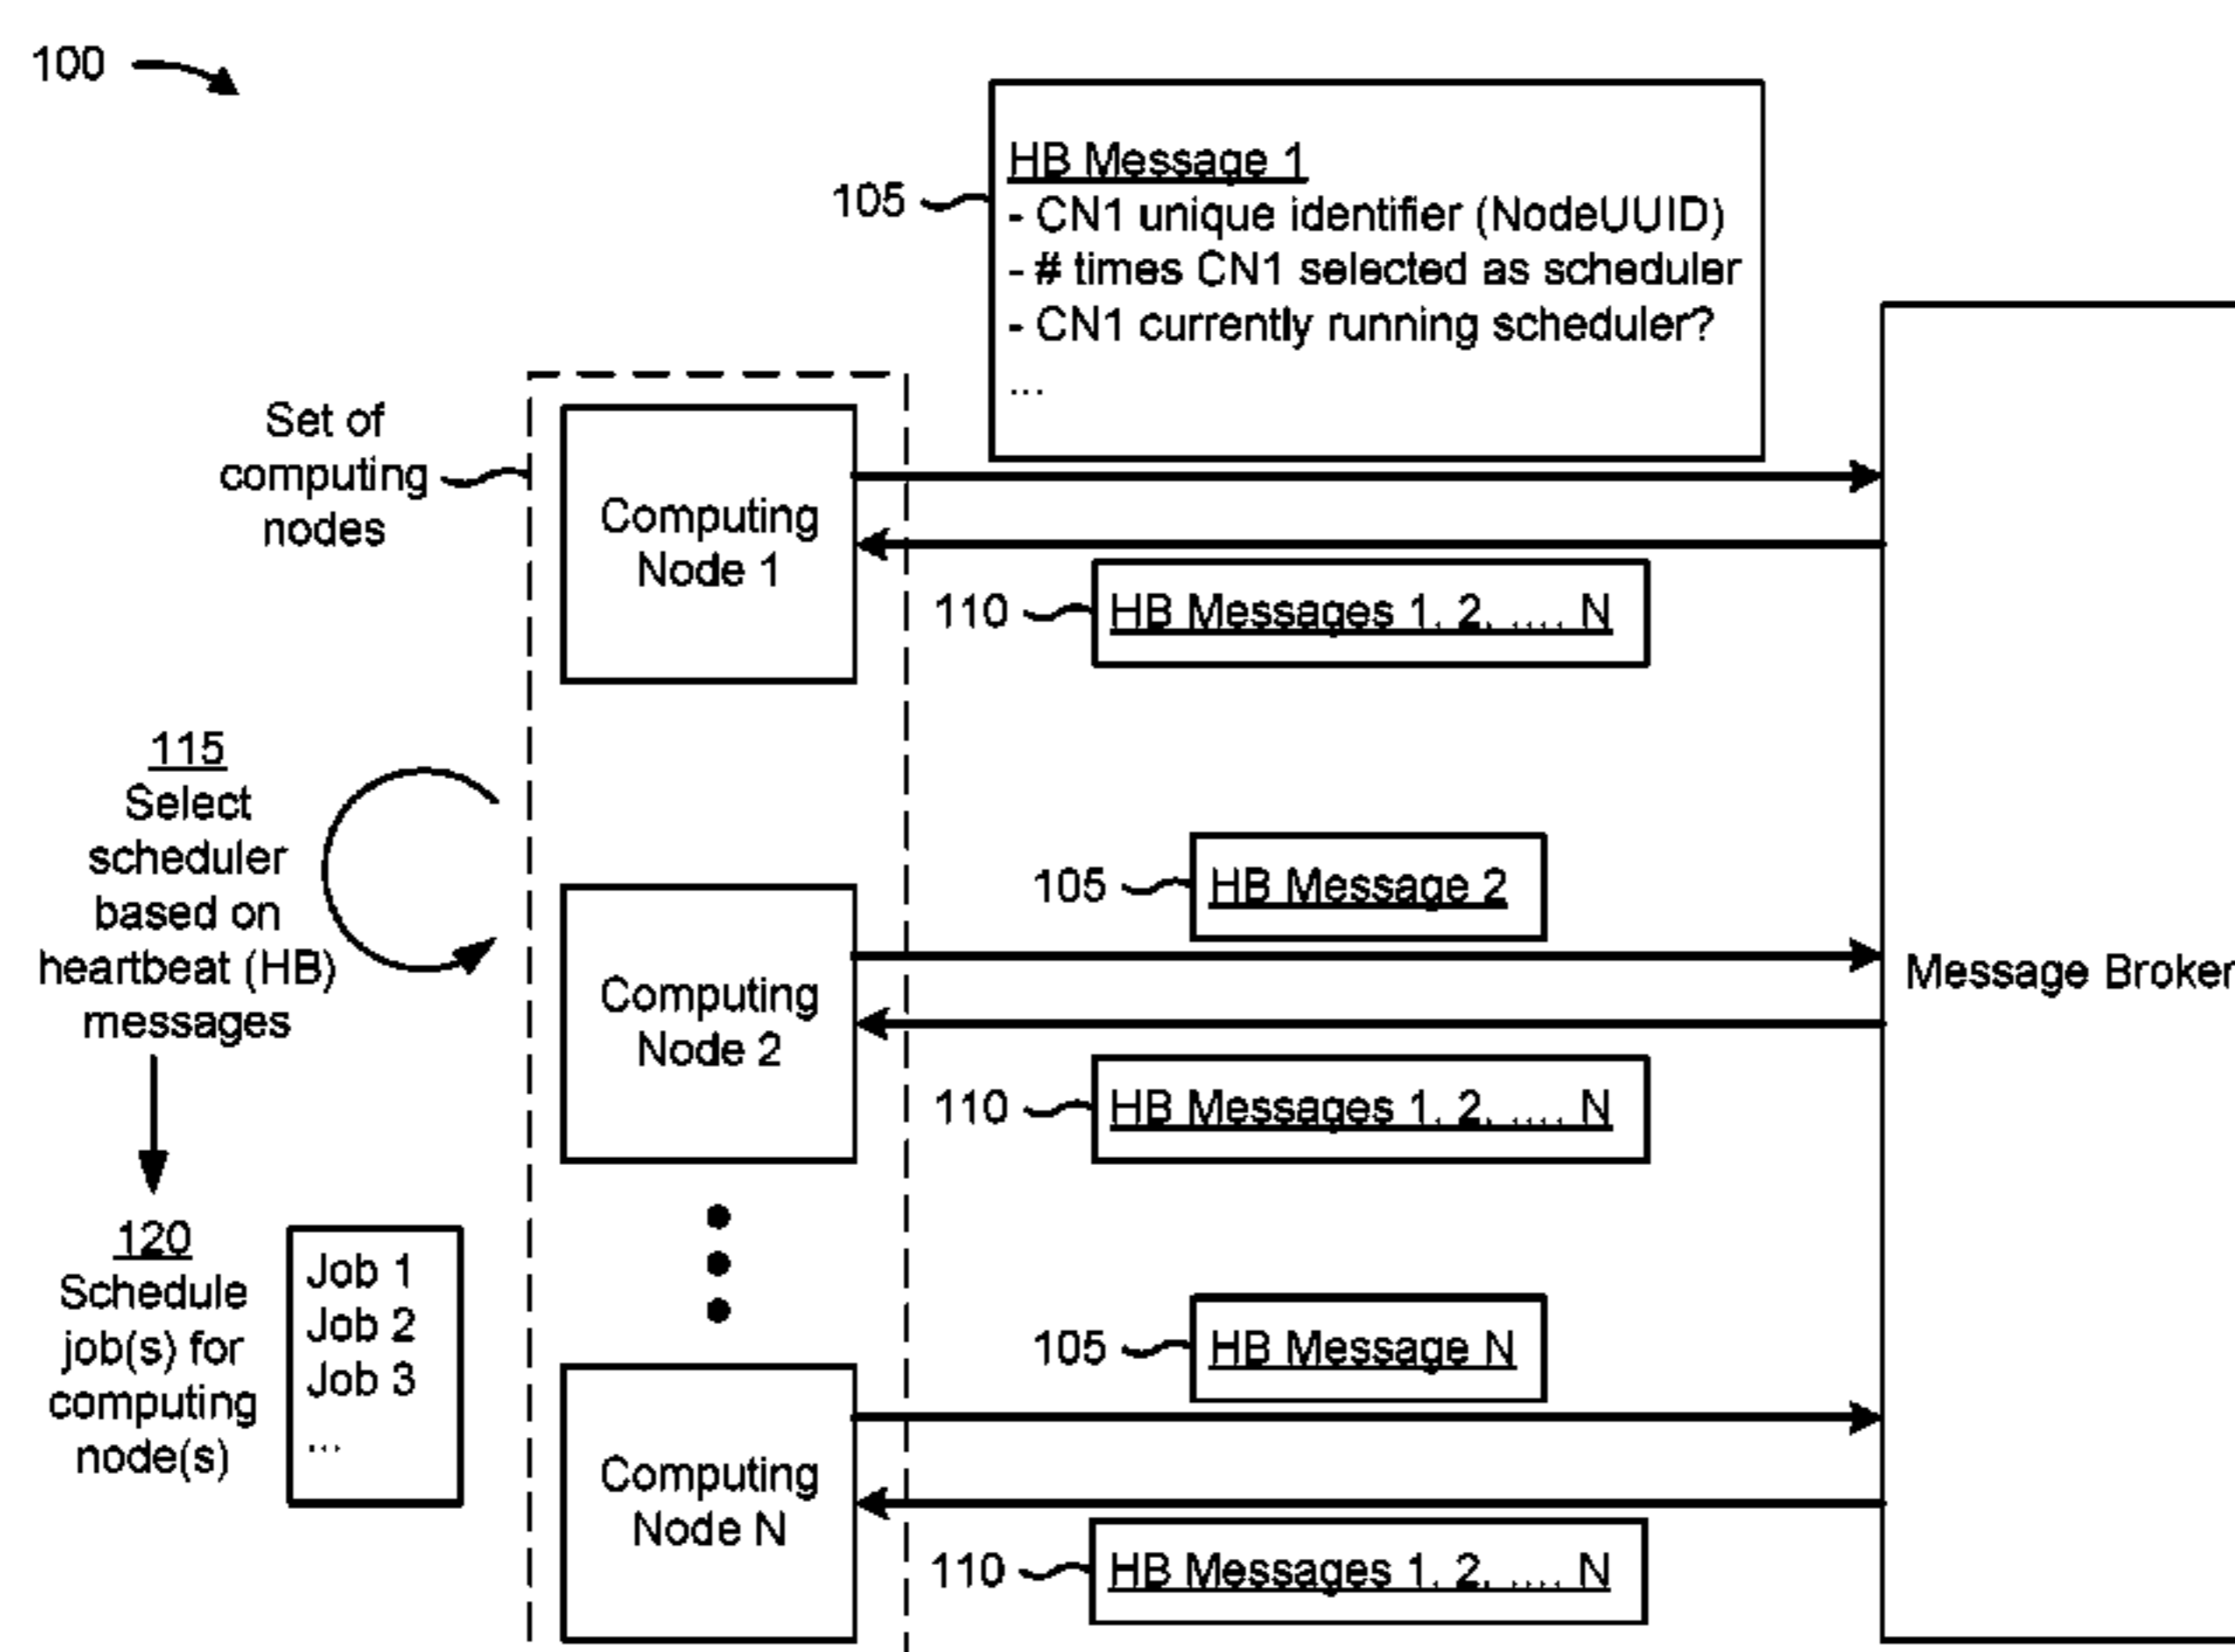 100
HB Message 1
105
- CN1 unique identifier (NodeUUID)
- # times CN1 selected as scheduler
- CN1 currently running scheduler?
...
Set of
computing
nodes
Computing
Node 1
110
HB Messages 1, 2, ...., N
115
Select
scheduler
based on
heartbeat (HB)
messages
105
HB Message 2
Computing
Node 2
Message Broker
110
HB Messages 1, 2, ...., N
120
Schedule
job(s) for
computing
node(s)
Job 1
Job 2
Job 3
...
105
HB Message N
Computing
Node N
110
HB Messages 1, 2, ...., N